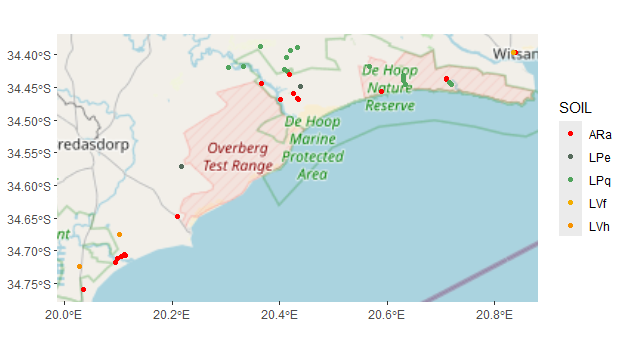 34.40°S
34.45°S
34.50°S
34.55°S
34.60°S
34.65°S
34.70°S
34.75°S
20.0°E
20.2°E
20.4°E
20.6°E
20.8°E
Witsan
De Hoop
Nature
Reserve
De Hoop
Marine
Protected
Area
redasdorp
Overberg
Test Range
nt
SOIL
ARa
LPe
LPq
LVf
LVh